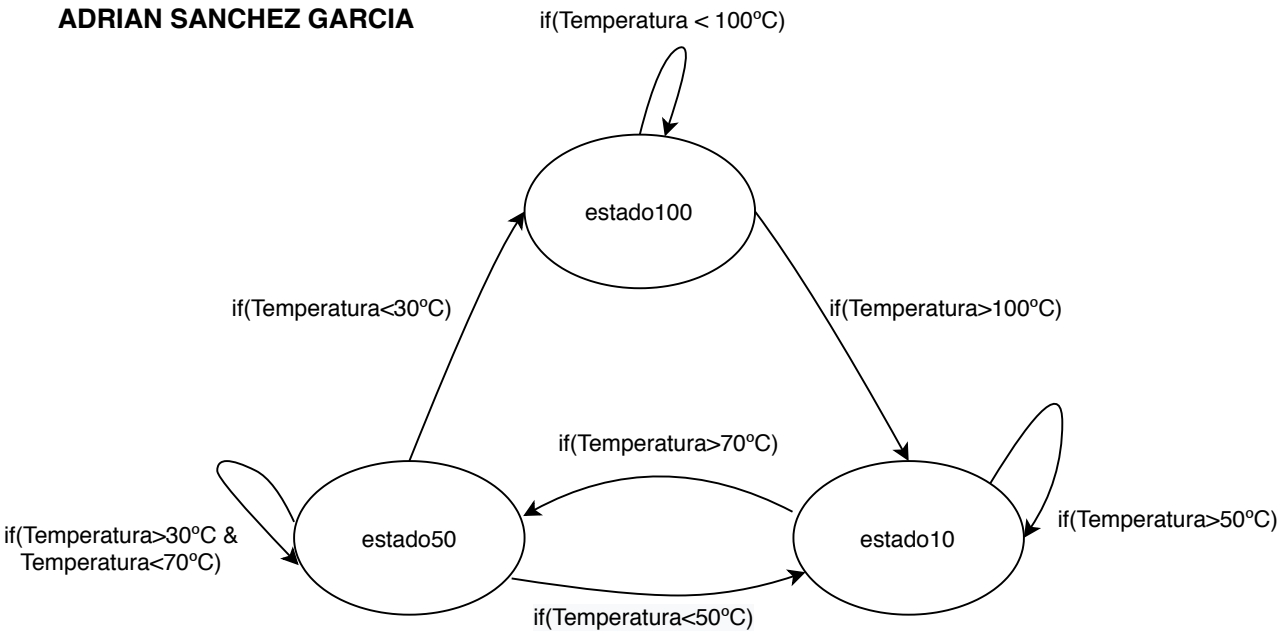 ADRIAN SANCHEZ GARCIA
if(Temperatura < 100ºC)
estado100
if(Temperatura<30ºC)
if(Temperatura>100ºC)
if(Temperatura>70ºC)
if(Temperatura>30ºC &
Temperatura<70ºC)
estado50
estado10
if(Temperatura>50ºC)
if(Temperatura<50ºC)